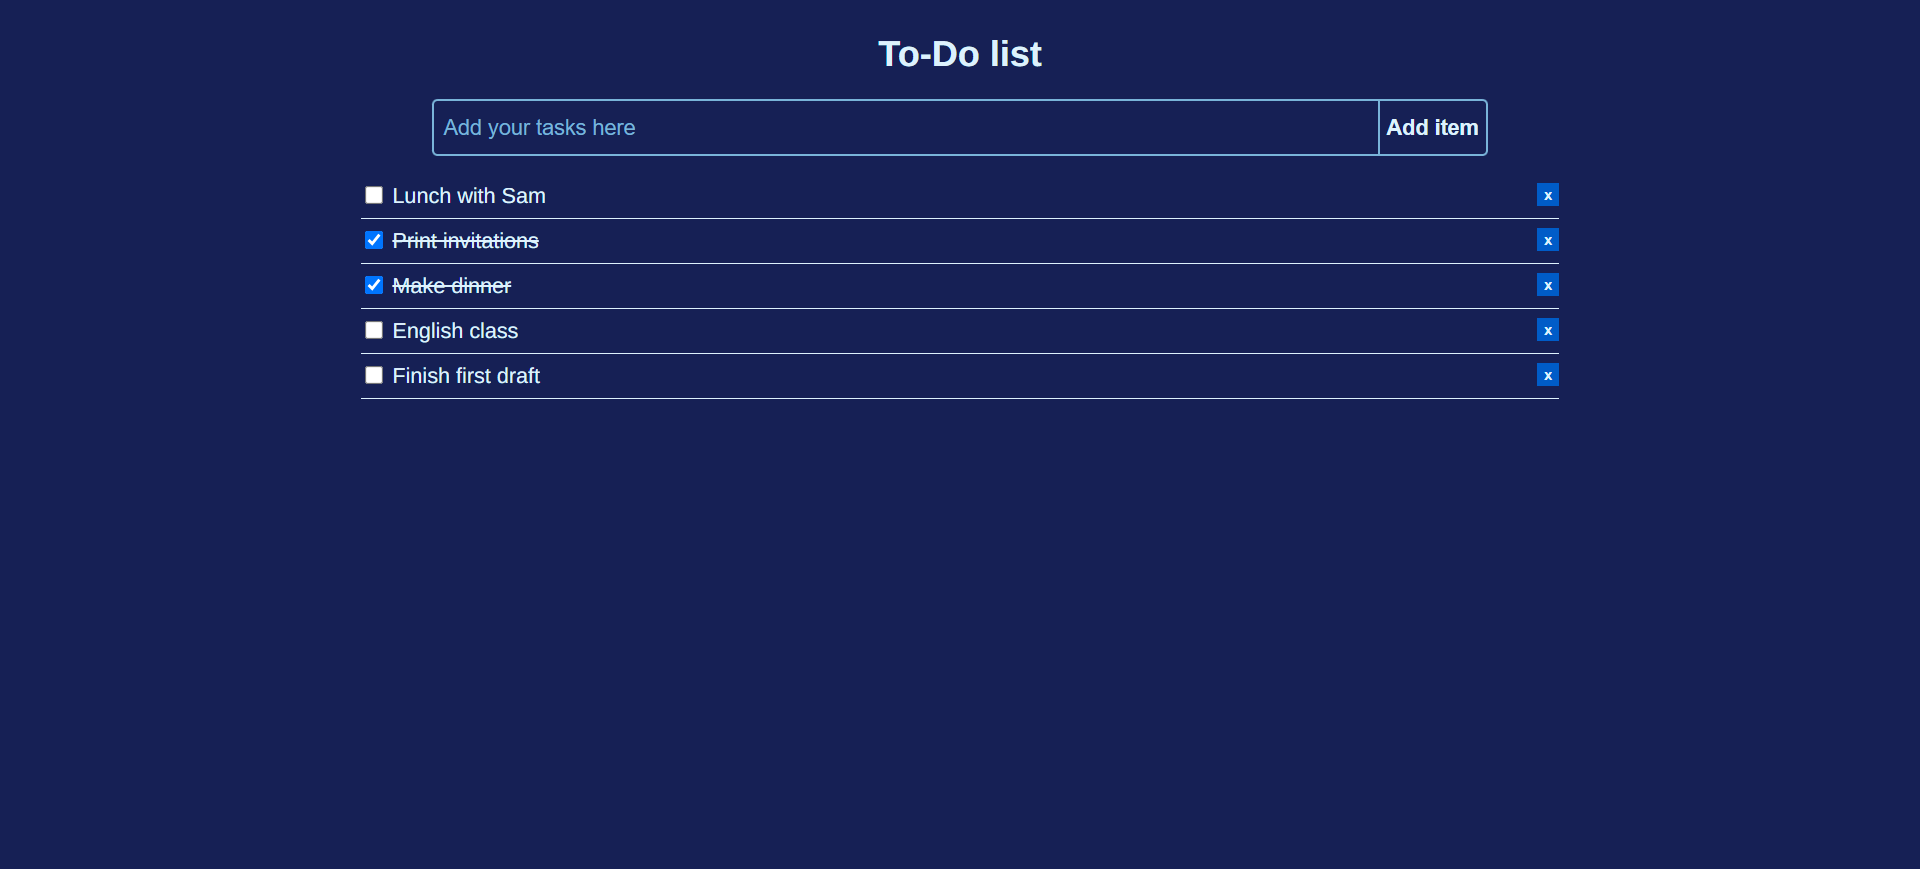 To-Do list
Add your tasks here
Add item
Lunch with Sam
x
Print invitations
x
Make dinner
x
English class
x
Finish first draft
x